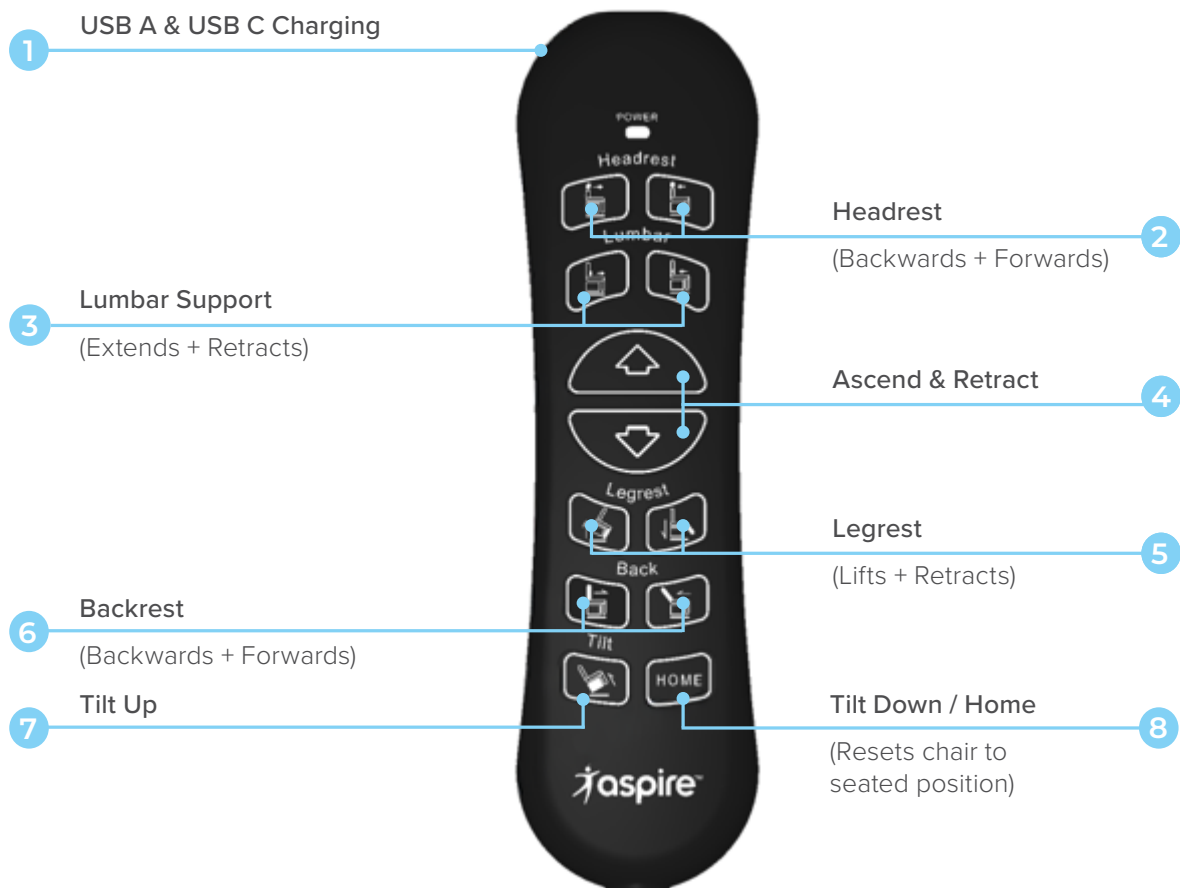 USB A & USB C Charging
1
POWER
Headrest
Headrest
2
(Backwards + Forwards)
Lumbar
Lumbar Support
3
(Extends + Retracts)
Ascend & Retract
4
Legrest
Legrest
5
(Lifts + Retracts)
Back
Backrest
6
(Backwards + Forwards)
Tilt
Tilt Up
7
HOME
Tilt Down / Home
8
(Resets chair to
seated position)
aspire™